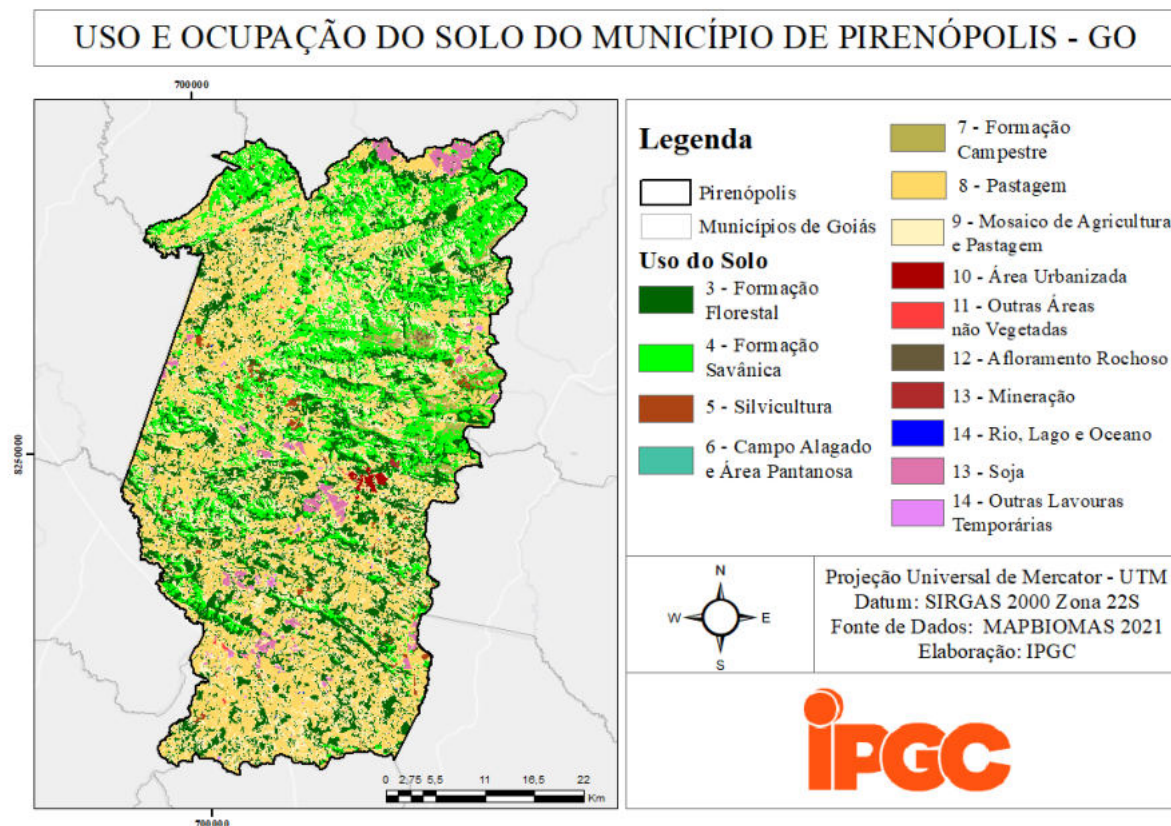 USO E OCUPAÇÃO DO SOLO DO MUNICÍPIO DE PIRENÓPOLIS - GO
700000
8250000
0 2,75 5,5 11 16,5 22
Km
700000
Legenda
Pirenópolis
Municípios de Goiás
Uso do Solo
3 - Formação
Florestal
4 - Formação
Savânica
5 - Silvicultura
6 - Campo Alagado
e Área Pantanosa
7 - Formação
Campestre
8 - Pastagem
9 - Mosaico de Agricultura
e Pastagem
10 - Área Urbanizada
11 - Outras Áreas
não Vegetadas
12 - Afloramento Rochoso
13 - Mineração
14 - Rio, Lago e Oceano
13 - Soja
14 - Outras Lavouras
Temporárias
N
W E
S
Projeção Universal de Mercator - UTM
Datum: SIRGAS 2000 Zona 22S
Fonte de Dados: MAPBIOMAS 2021
Elaboração: IPGC
iPGC